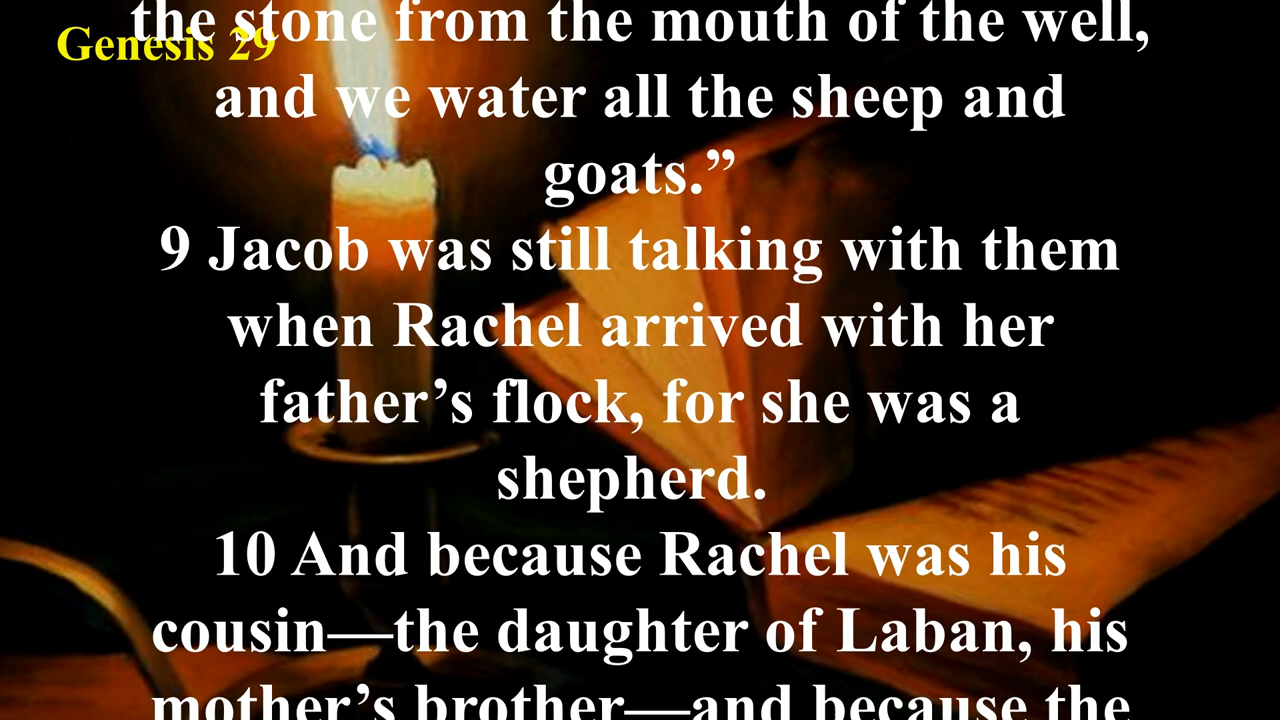 Genesis 29
the stone from the mouth of the well,
and we water all the sheep and
goats.”
9 Jacob was still talking with them
when Rachel arrived with her
father’s flock, for she was a
shepherd.
10 And because Rachel was his
cousin—the daughter of Laban, his
mother’s brother—and because the